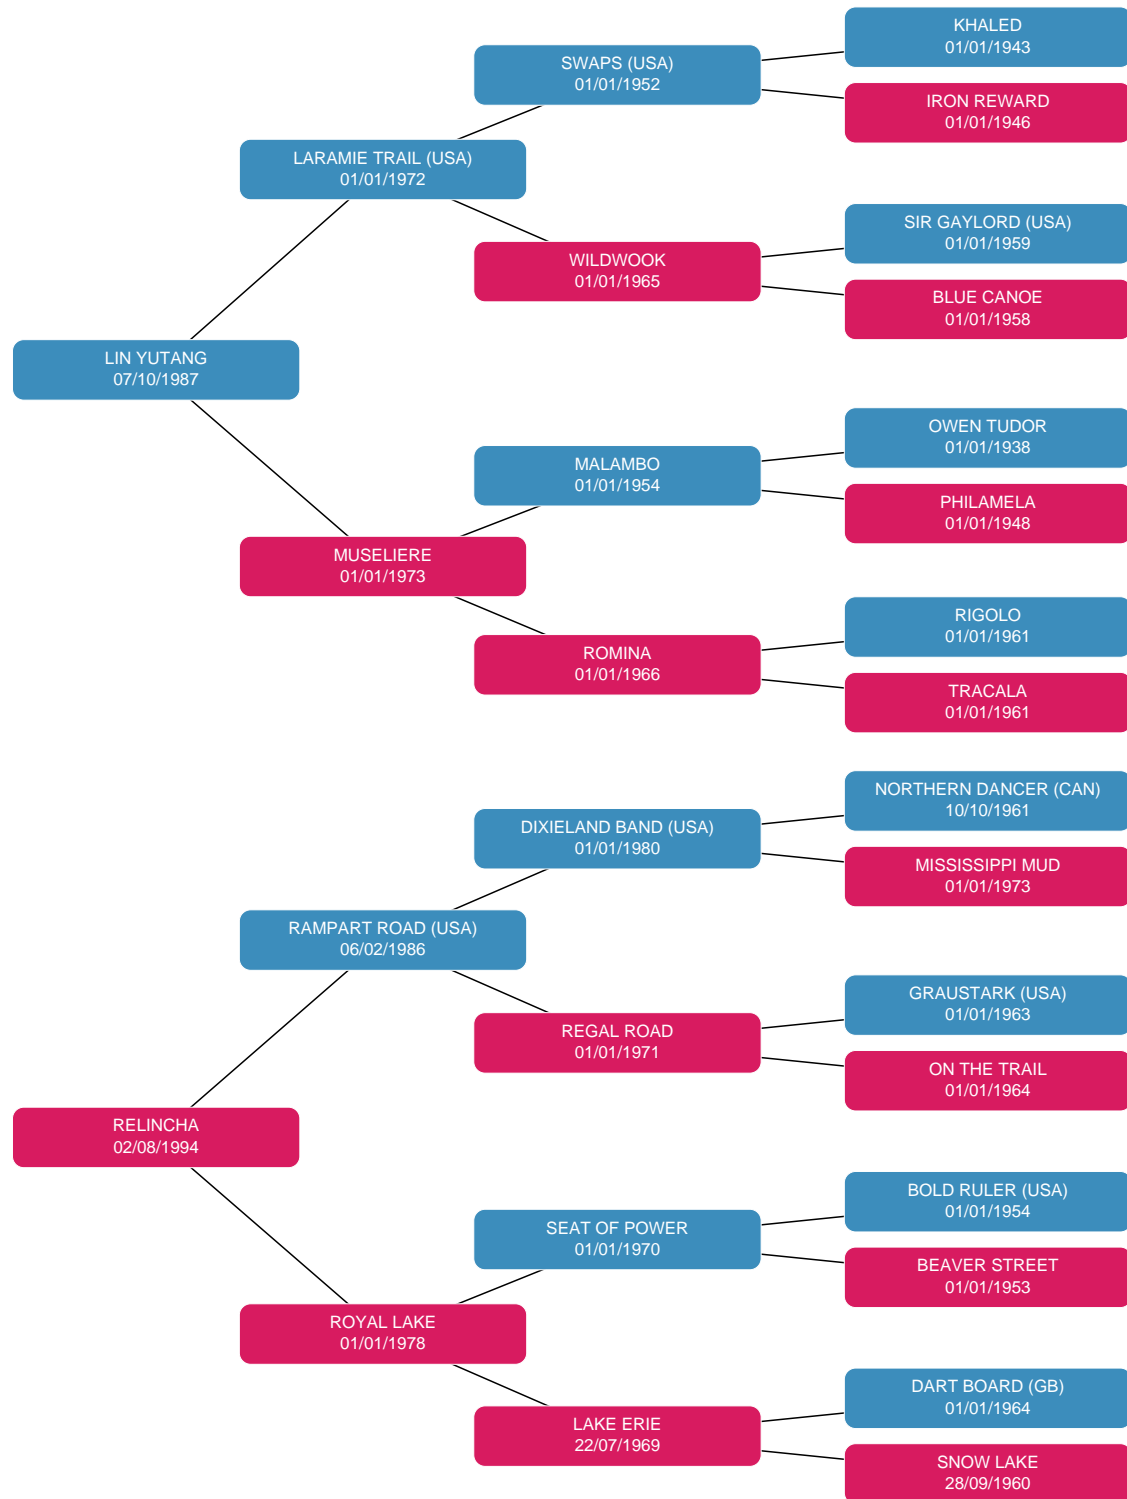 KHALED
01/01/1943
SWAPS (USA)
01/01/1952
IRON REWARD
01/01/1946
LARAMIE TRAIL (USA)
01/01/1972
SIR GAYLORD (USA)
01/01/1959
WILDWOOK
01/01/1965
BLUE CANOE
01/01/1958
LIN YUTANG
07/10/1987
OWEN TUDOR
01/01/1938
MALAMBO
01/01/1954
PHILAMELA
01/01/1948
MUSELIERE
01/01/1973
RIGOLO
01/01/1961
ROMINA
01/01/1966
TRACALA
01/01/1961
NORTHERN DANCER (CAN)
10/10/1961
DIXIELAND BAND (USA)
01/01/1980
MISSISSIPPI MUD
01/01/1973
RAMPART ROAD (USA)
06/02/1986
GRAUSTARK (USA)
01/01/1963
REGAL ROAD
01/01/1971
ON THE TRAIL
01/01/1964
RELINCHA
02/08/1994
BOLD RULER (USA)
01/01/1954
SEAT OF POWER
01/01/1970
BEAVER STREET
01/01/1953
ROYAL LAKE
01/01/1978
DART BOARD (GB)
01/01/1964
LAKE ERIE
22/07/1969
SNOW LAKE
28/09/1960